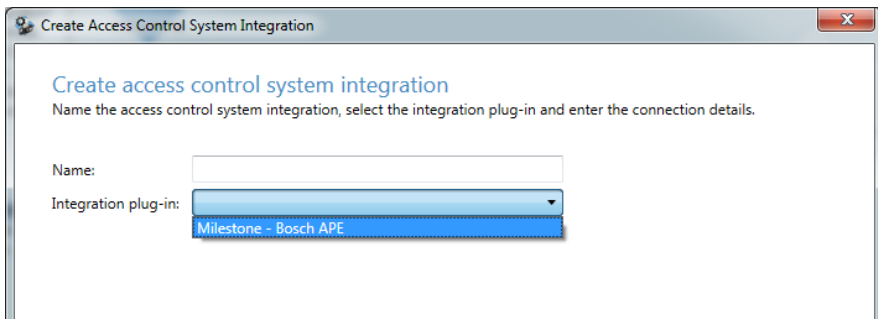 Create Access Control System Integration
Create access control system integration
Name the access control system integration, select the integration plug-in and enter the connection details.
Name:
Integration plug-in:
Milestone - Bosch APE